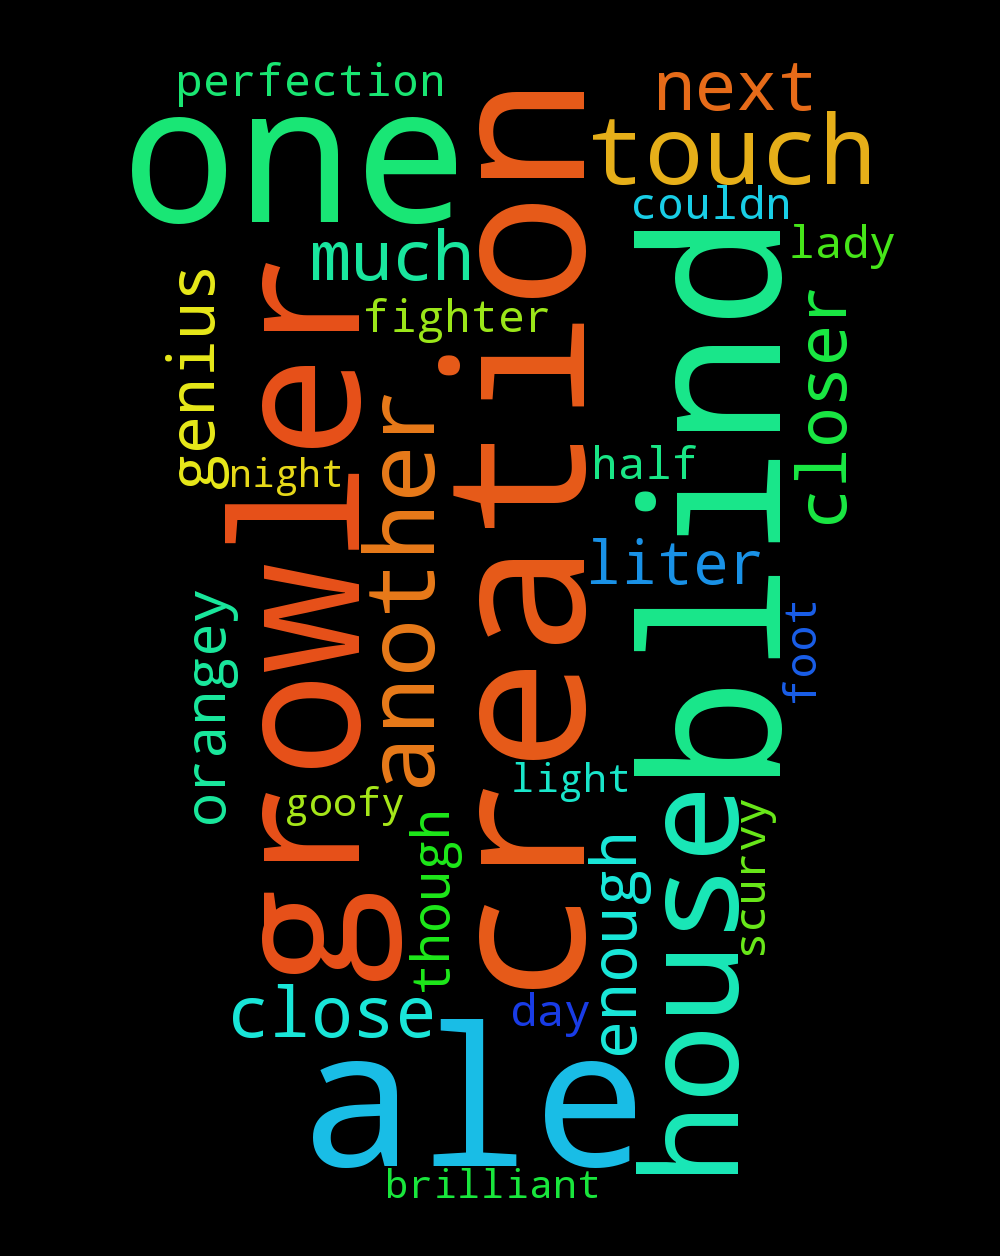 perfection
next
one
touch
creation
couldn
much
lady
blind
growler
genius
fighter
closer
another
half
night
liter
orangey
foot
light
goofy
house
scurvy
though
enough
close
day
ale
brilliant